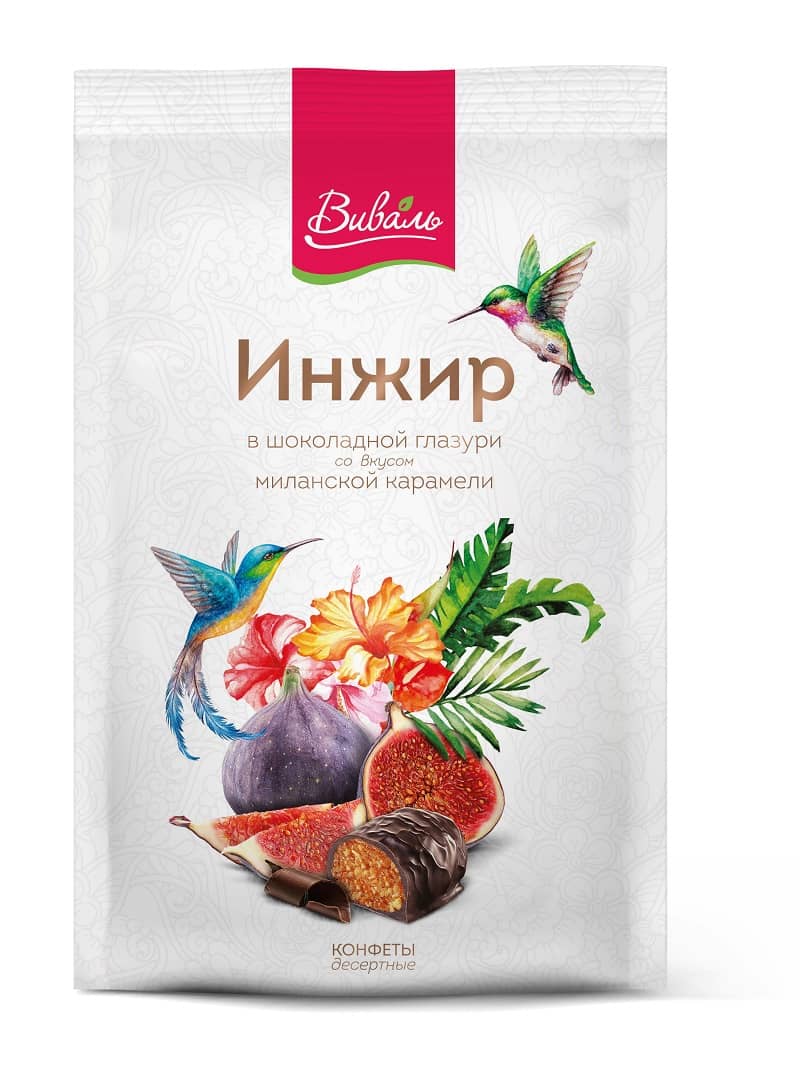 Виваль
Инжир
в шоколадной глазури
со вкусом
миланской карамели
КОНФЕТЫ
десертные